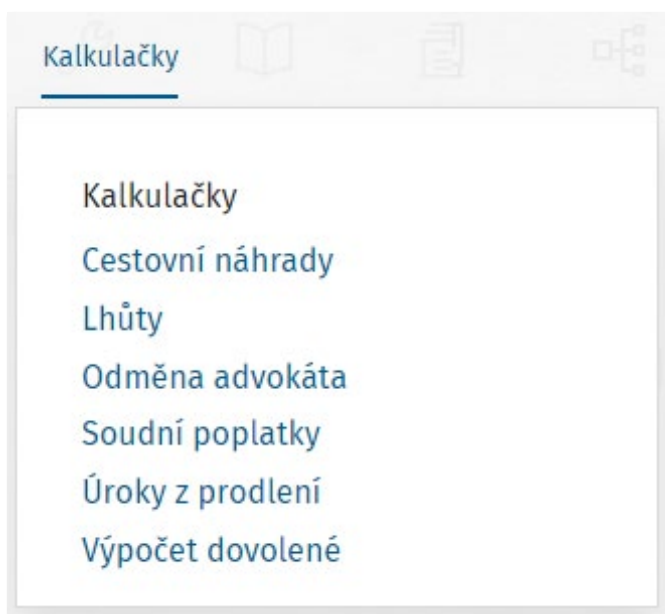 Kalkulačky
Kalkulačky
Cestovní náhrady
Lhůty
Odměna advokáta
Soudní poplatky
Úroky z prodlení
Výpočet dovolené